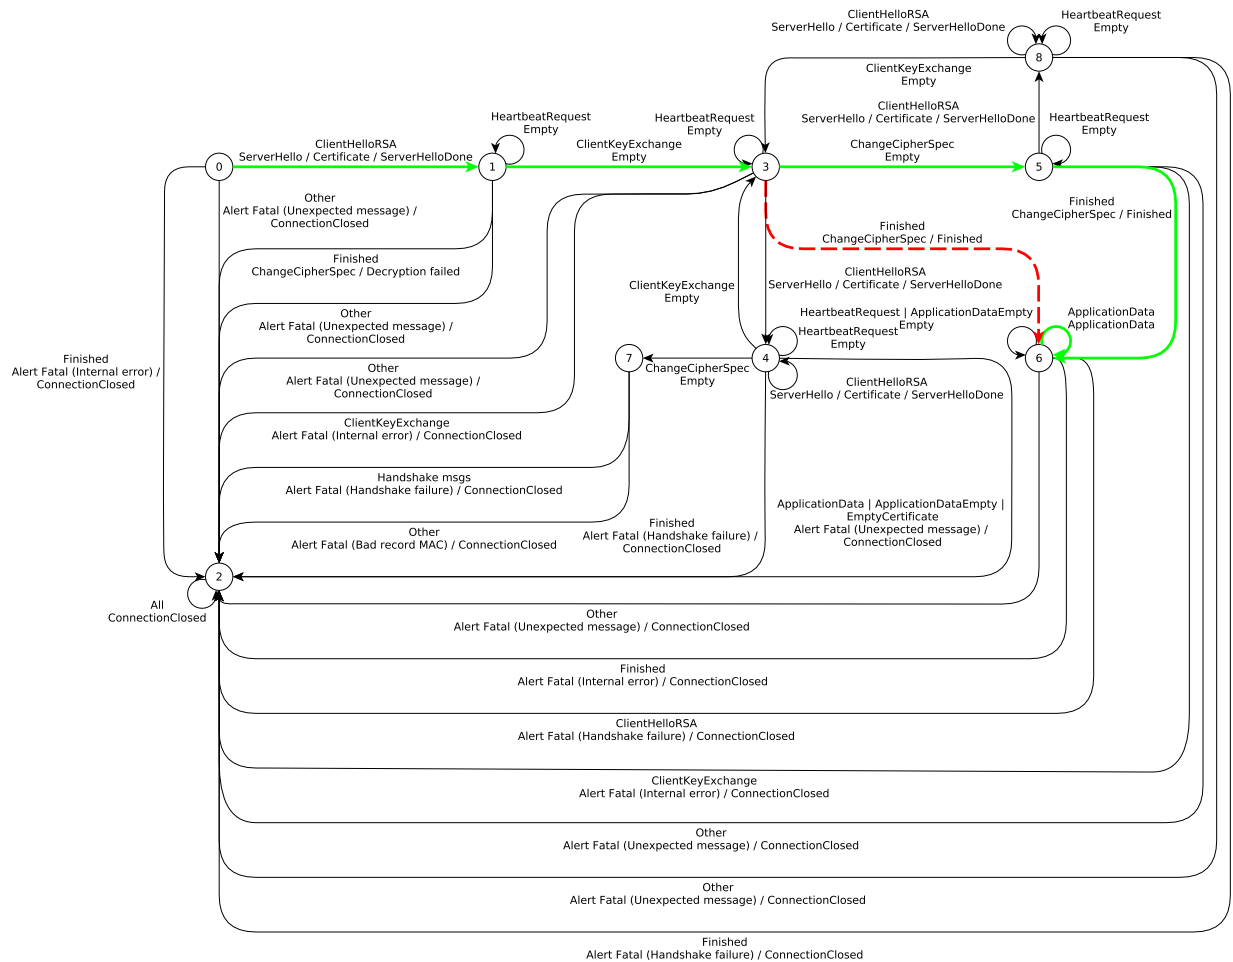 ClientHelloRSA
ServerHello / Certificate / ServerHelloDone
HeartbeatRequest
Empty
8
ClientKeyExchange
Empty
ClientHelloRSA
ServerHello / Certificate / ServerHelloDone
HeartbeatRequest
Empty
HeartbeatRequest
Empty
HeartbeatRequest
Empty
ClientHelloRSA
ServerHello / Certificate / ServerHelloDone
ClientKeyExchange
Empty
ChangeCipherSpec
Empty
0
1
3
5
Other
Alert Fatal (Unexpected message) /
ConnectionClosed
Finished
ChangeCipherSpec / Finished
Finished
ChangeCipherSpec / Finished
Finished
ChangeCipherSpec / Decryption failed
ClientHelloRSA
ServerHello / Certificate / ServerHelloDone
ClientKeyExchange
Empty
Other
Alert Fatal (Unexpected message) /
ConnectionClosed
HeartbeatRequest | ApplicationDataEmpty
Empty
HeartbeatRequest
Empty
ApplicationData
ApplicationData
Finished
Alert Fatal (Internal error) /
ConnectionClosed
7
4
6
Other
Alert Fatal (Unexpected message) /
ConnectionClosed
ChangeCipherSpec
Empty
ClientHelloRSA
ServerHello / Certificate / ServerHelloDone
ClientKeyExchange
Alert Fatal (Internal error) / ConnectionClosed
Handshake msgs
Alert Fatal (Handshake failure) / ConnectionClosed
ApplicationData | ApplicationDataEmpty |
EmptyCertificate
Alert Fatal (Unexpected message) /
ConnectionClosed
Finished
Alert Fatal (Handshake failure) /
ConnectionClosed
Other
Alert Fatal (Bad record MAC) / ConnectionClosed
2
All
ConnectionClosed
Other
Alert Fatal (Unexpected message) / ConnectionClosed
Finished
Alert Fatal (Internal error) / ConnectionClosed
ClientHelloRSA
Alert Fatal (Handshake failure) / ConnectionClosed
ClientKeyExchange
Alert Fatal (Internal error) / ConnectionClosed
Other
Alert Fatal (Unexpected message) / ConnectionClosed
Other
Alert Fatal (Unexpected message) / ConnectionClosed
Finished
Alert Fatal (Handshake failure) / ConnectionClosed